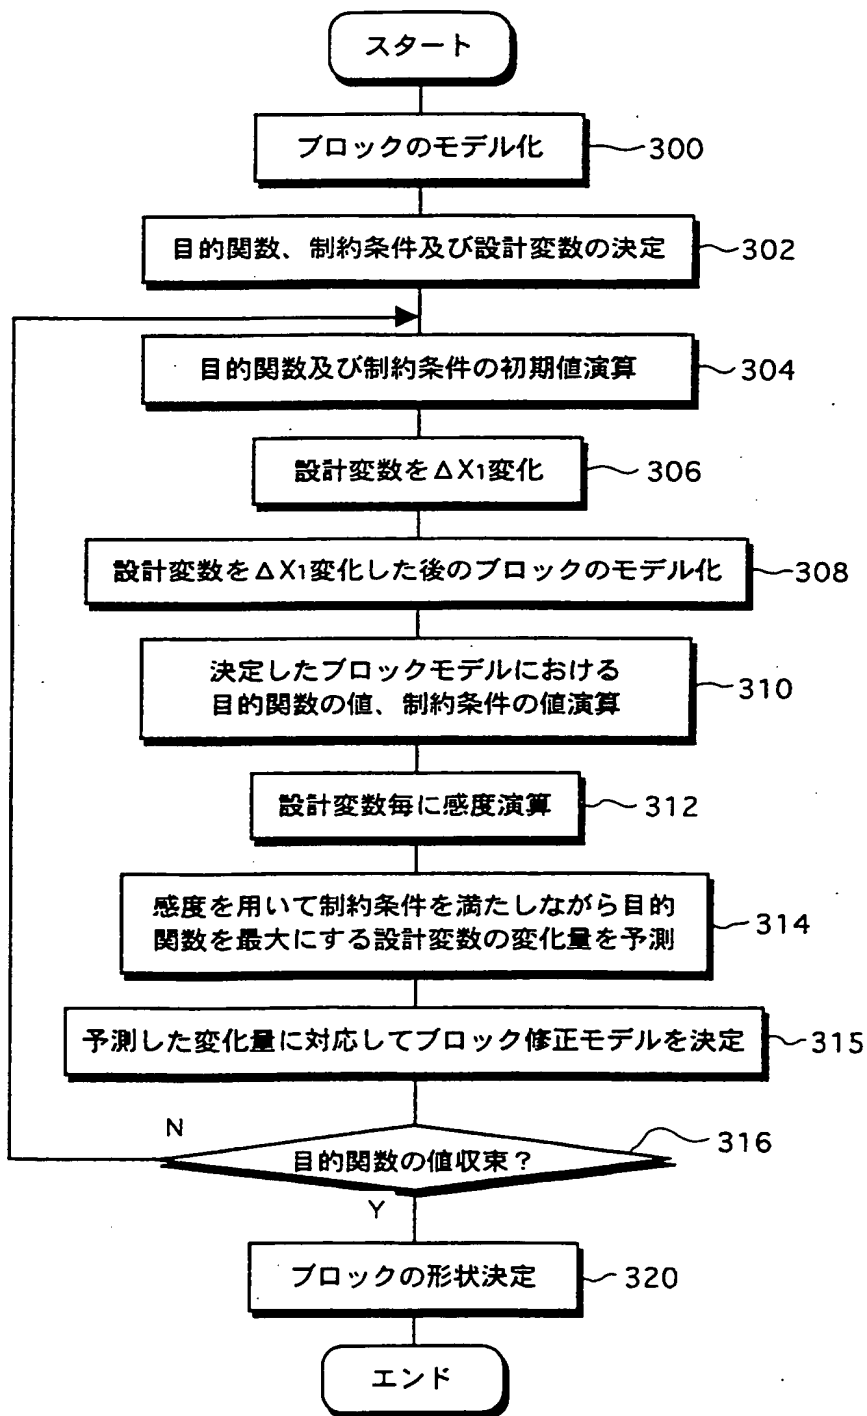 スタート
ブロックのモデル化
300
目的関数、制約条件及び設計変数の決定
302
目的関数及び制約条件の初期値演算
304
設計変数をΔX1変化
306
設計変数をΔX1変化した後のブロックのモデル化
308
決定したブロックモデルにおける
目的関数の値、制約条件の値演算
310
設計変数毎に感度演算
312
感度を用いて制約条件を満たしながら目的
関数を最大にする設計変数の変化量を予測
314
予測した変化量に対応してブロック修正モデルを決定
315
N
目的関数の値収束?
316
Y
ブロックの形状決定
320
エンド